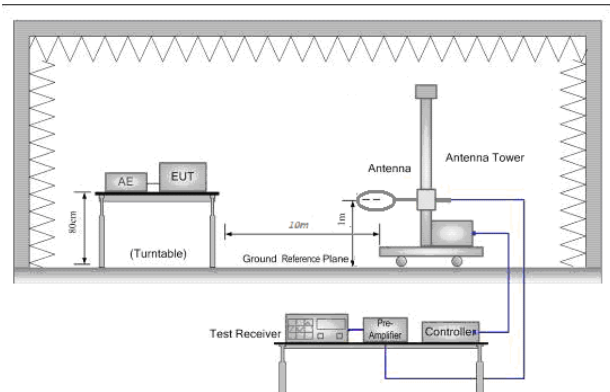 Antenna Tower
Antenna
EUT
AE
80cm
(Turntable)
10m
1m
Ground Reference Plane
Test Receiver
Pre-
Amplifier
Controller